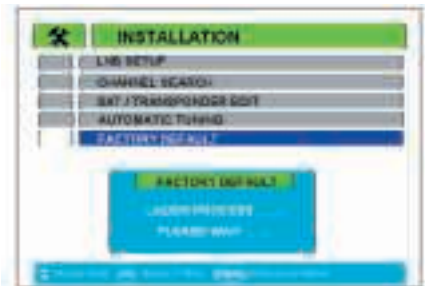 INSTALLATION
LNB SETUP
CHANNEL SEARCH
SAT / TRANSPONDER EDIT
AUTOMATIC TUNING
FACTORY DEFAULT
FACTORY DEFAULT
PLEASE WAIT